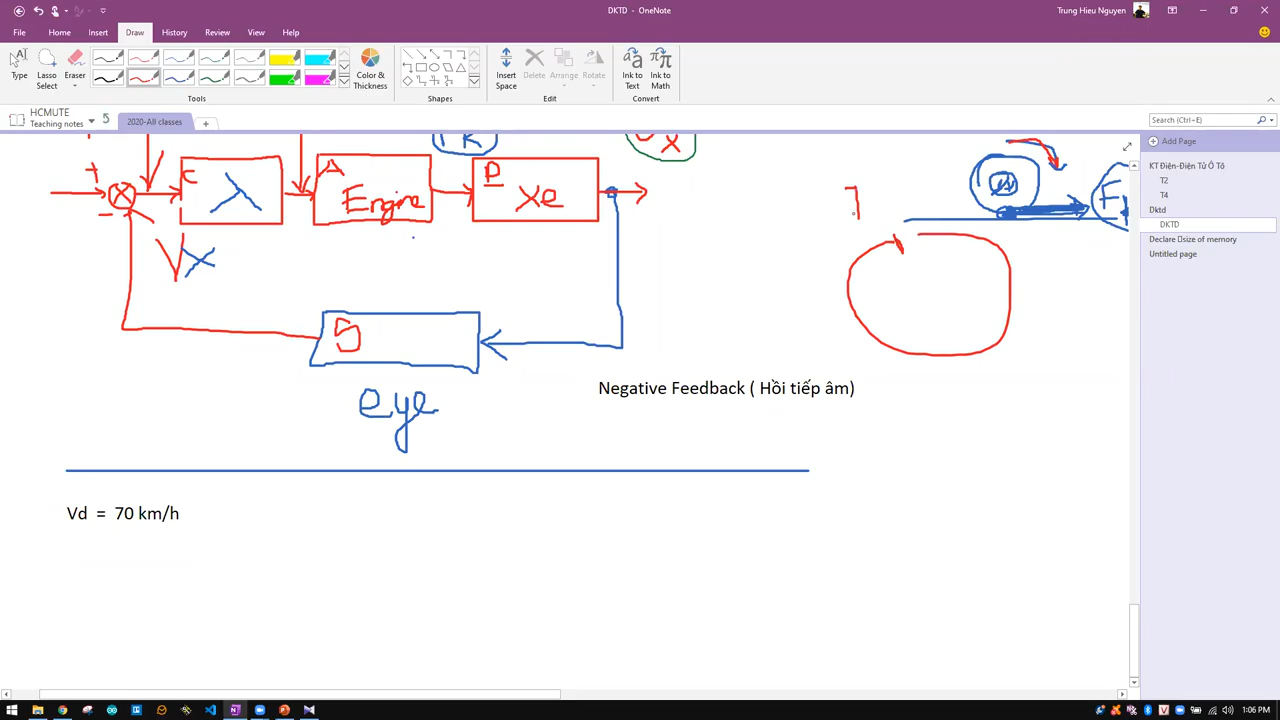 DKTD - OneNote
Trung Hieu Nguyen
File Home Insert Draw History Review View Help
Type
Lasso Select
Eraser
Color & Thickness
Insert Space
Delete
Arrange
Rotate
Ink to Text
Ink to Math
Tools
Shapes
Edit
Convert
HCMUTE
Teaching notes
2020-All classes
Search (Ctrl+E)
Add Page
KT Điên-Điện Tử Ô Tô
T2
T4
Dktd
DKTD
Declare size of memory
Untitled page
+
C
A
Engine
P
Xe
-
Vx
S
eye
Negative Feedback ( Hồi tiếp âm)
Vd = 70 km/h
1:06 PM